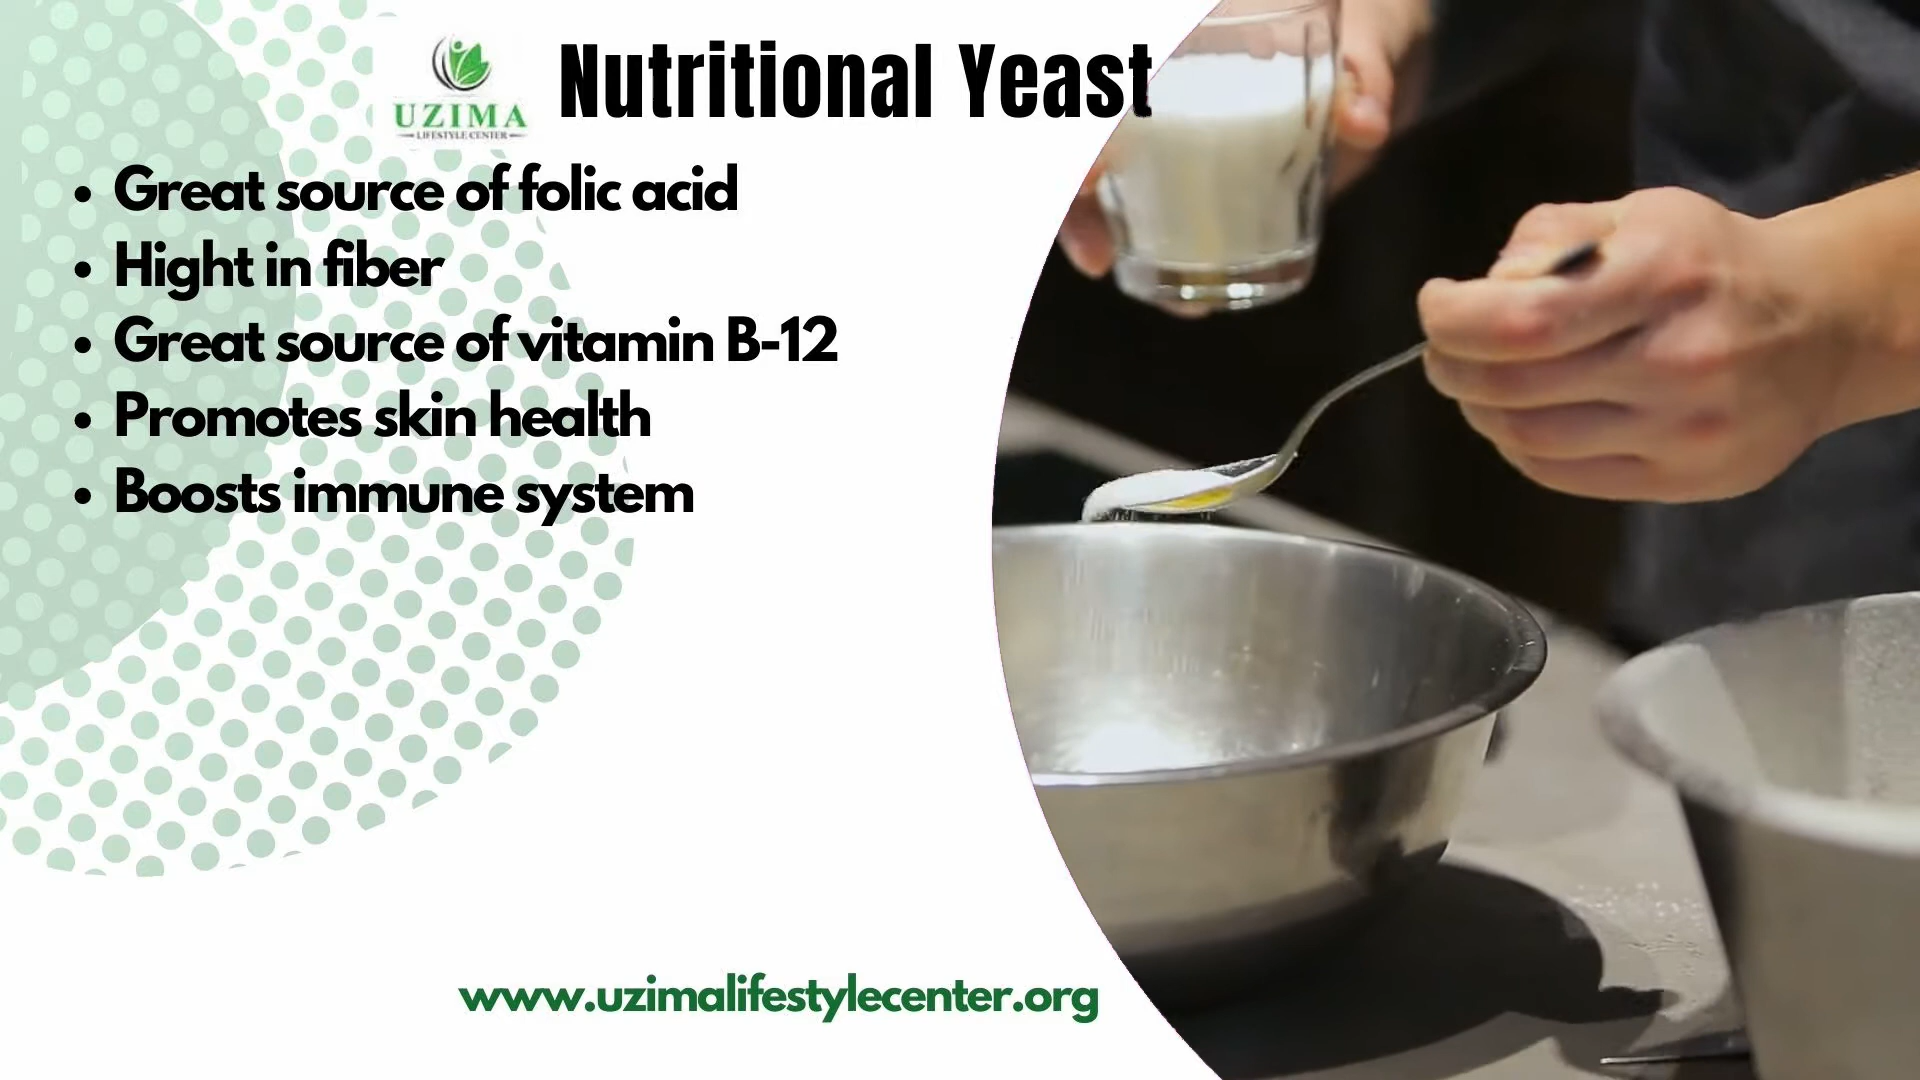 UZIMA
LIFESTYLE CENTER
Nutritional Yeast
• Great source of folic acid
• Hight in fiber
• Great source of vitamin B-12
• Promotes skin health
• Boosts immune system
www.uzimalifestylecenter.org